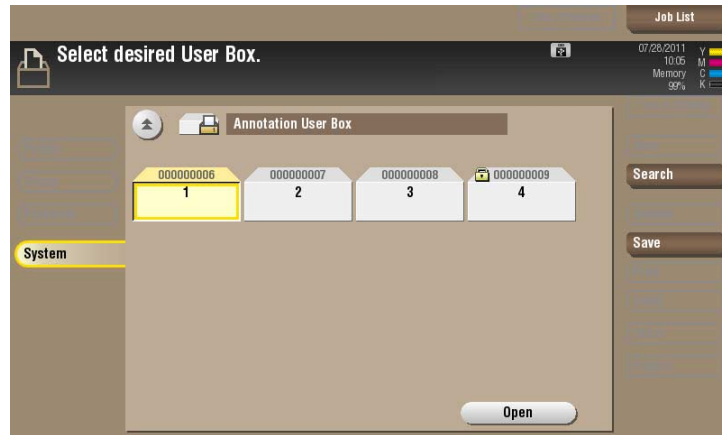 Job List
Select desired User Box.
07/26/2011
10:05
Memory
99%
Y
M
C
K
Annotation User Box
000000006
1
000000007
2
000000008
3
000000009
4
System
Search
Save
Open